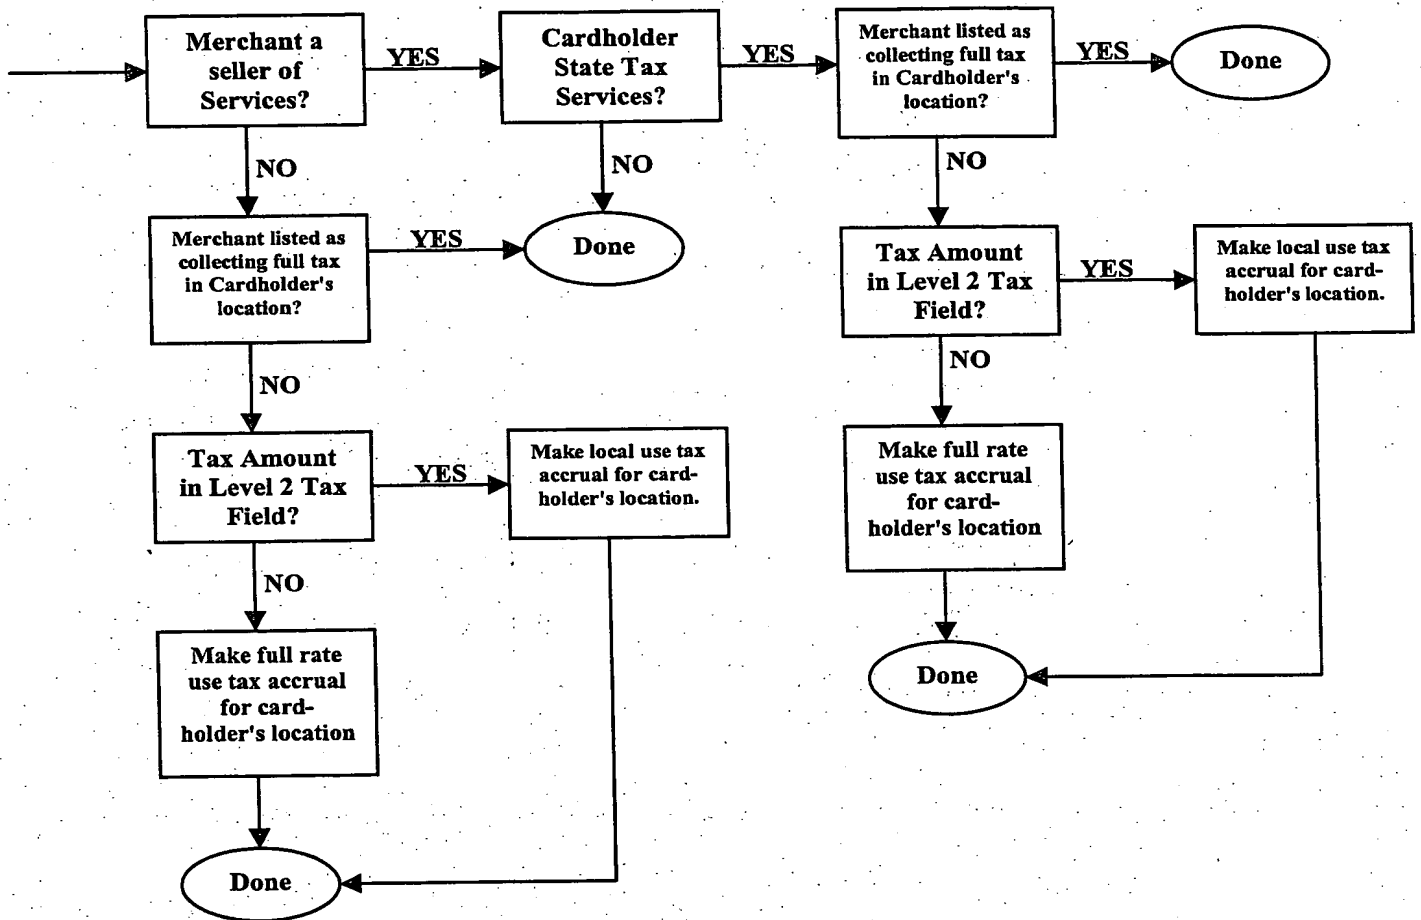 Merchant a
seller of
Services?
YES
Cardholder
State Tax
Services?
YES
Merchant listed as
collecting full tax
in Cardholder's
location?
YES
Done
NO
NO
NO
Merchant listed as
collecting full tax
in Cardholder's
location?
YES
Done
Tax Amount
in Level 2 Tax
Field?
YES
Make local use tax
accrual for card-
holder's location.
NO
NO
Tax Amount
in Level 2 Tax
Field?
YES
Make local use tax
accrual for card-
holder's location.
Make full rate
use tax accrual
for card-
holder's location
NO
Make full rate
use tax accrual
for card-
holder's location
Done
Done